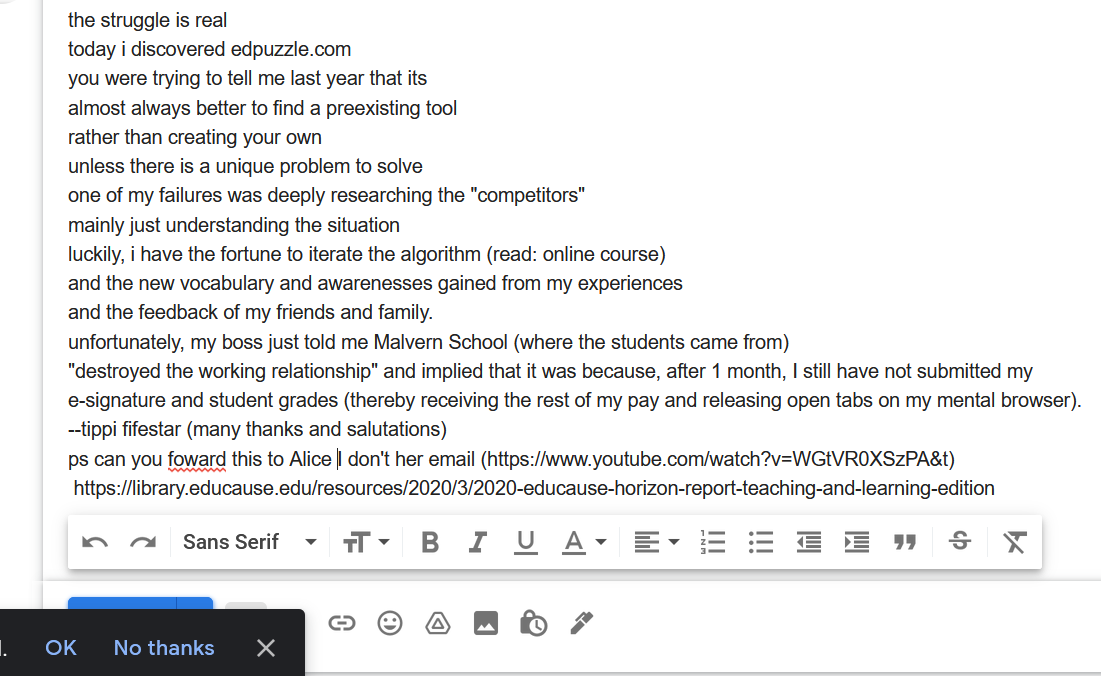 the struggle is real
today i discovered edpuzzle.com
you were trying to tell me last year that its
almost always better to find a preexisting tool
rather than creating your own
unless there is a unique problem to solve
one of my failures was deeply researching the "competitors"
mainly just understanding the situation
luckily, i have the fortune to iterate the algorithm (read: online course)
and the new vocabulary and awarenesses gained from my experiences
and the feedback of my friends and family.
unfortunately, my boss just told me Malvern School (where the students came from)
"destroyed the working relationship" and implied that it was because, after 1 month, I still have not submitted my
e-signature and student grades (thereby receiving the rest of my pay and releasing open tabs on my mental browser).
--tippi fifestar (many thanks and salutations)
ps can you foward this to Alice I don't her email (https://www.youtube.com/watch?v=WGtVR0XSzPA&t)
https://library.educause.edu/resources/2020/3/2020-educause-horizon-report-teaching-and-learning-edition
Sans Serif
OK No thanks